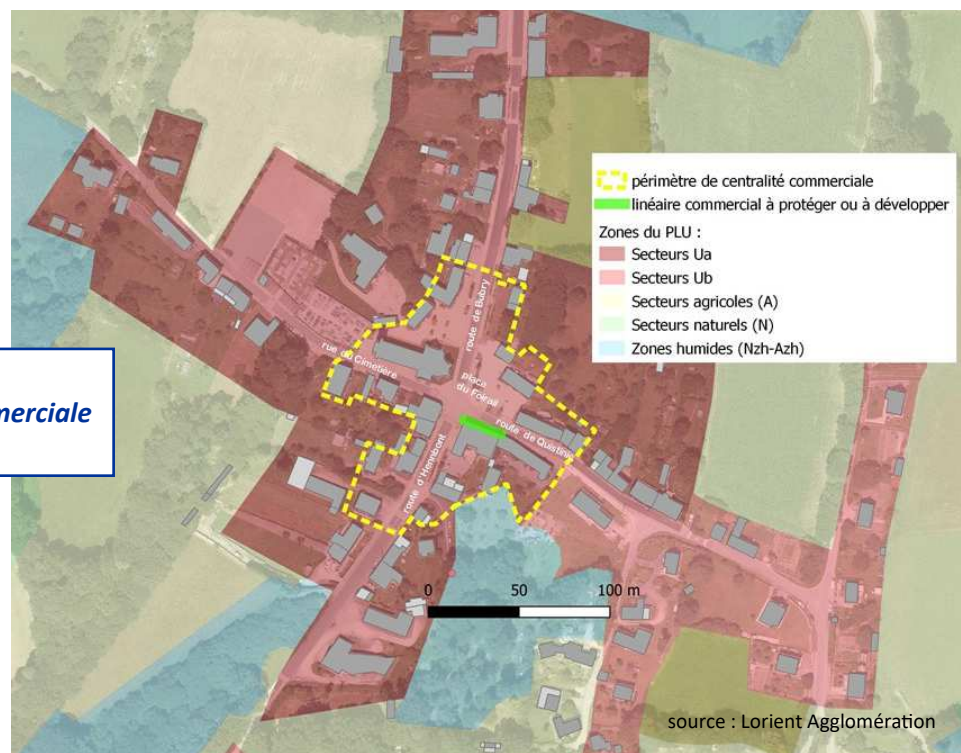 merciale
périmètre de centralité commerciale
linéaire commercial à protéger ou à développer
Zones du PLU :
Secteurs Ua
Secteurs Ub
Secteurs agricoles (A)
Secteurs naturels (N)
Zones humides (Nzh-Azh)
route de Bubry
rue du Cimetière
place
du Foirail
route de Quistinic
route d'Hennbont
0 50 100 m
source : Lorient Agglomération